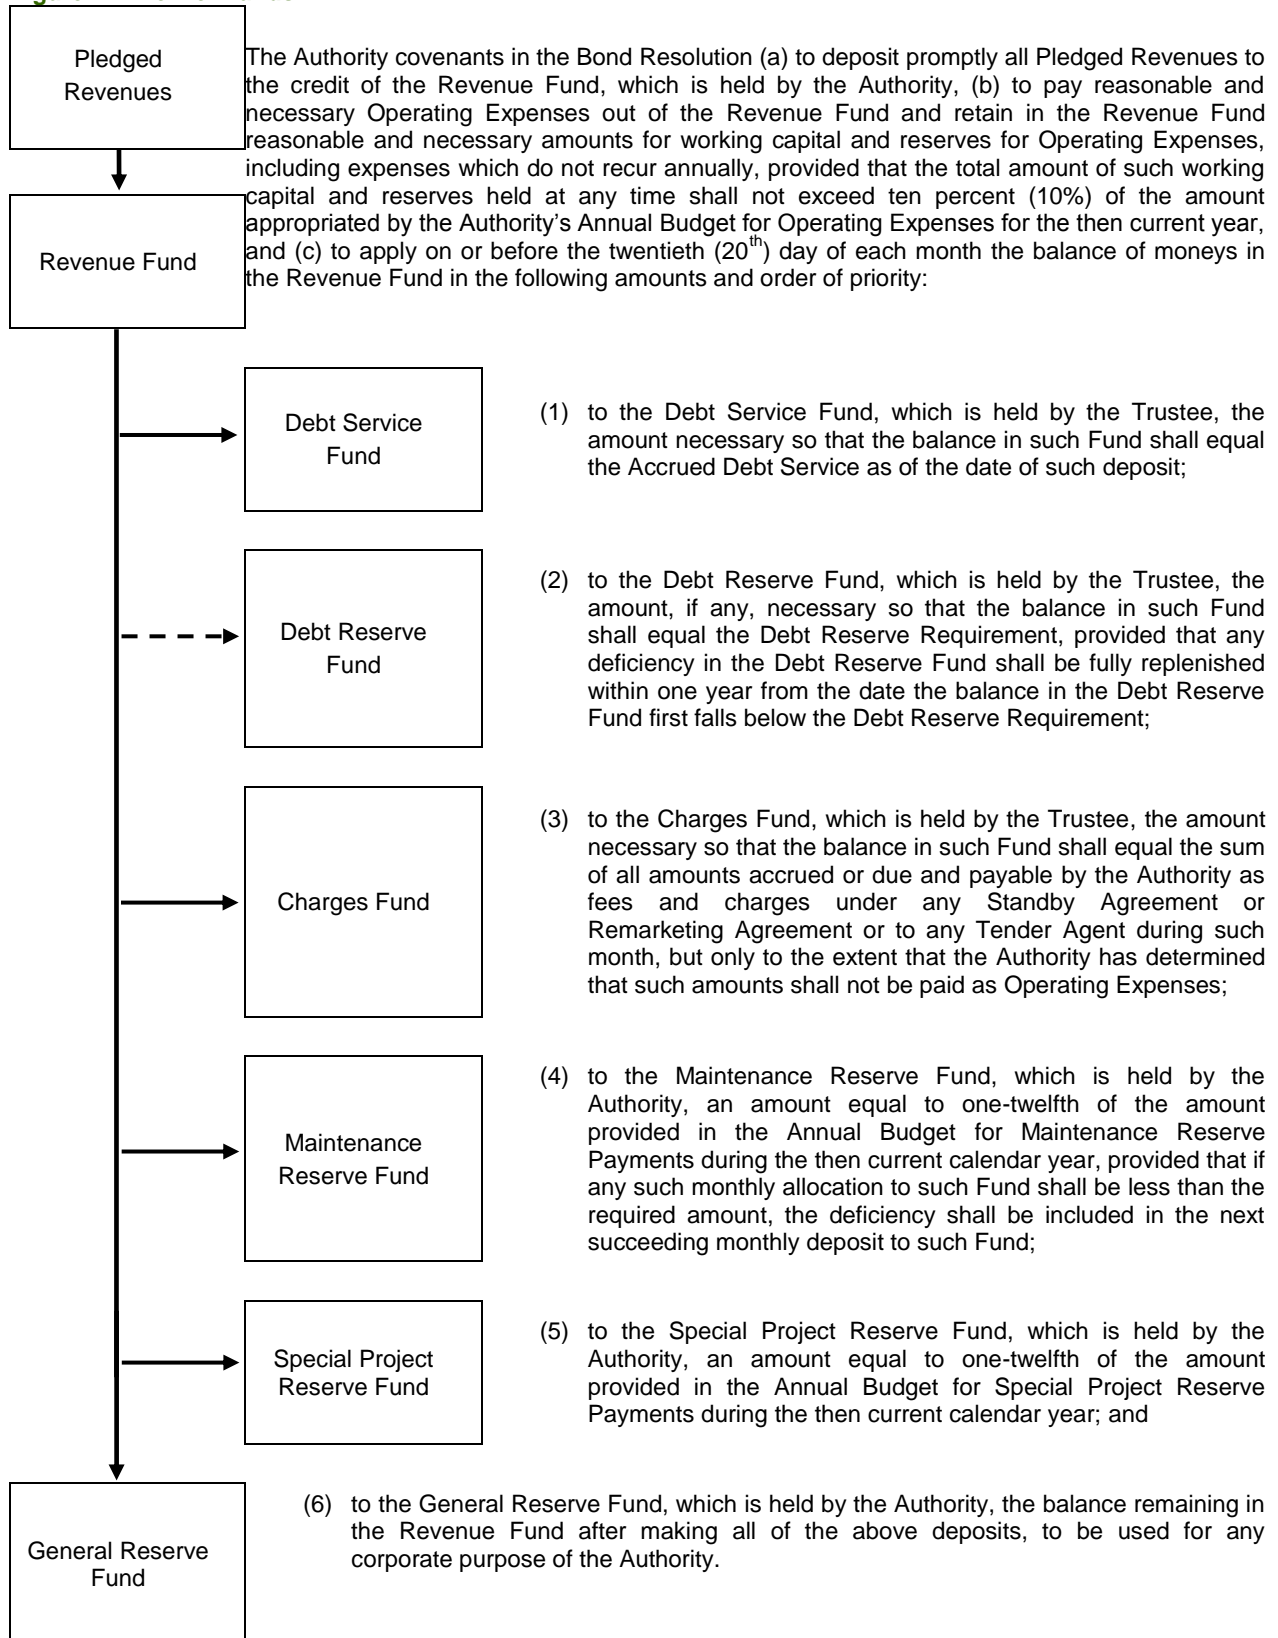 Pledged
Revenues
The Authority covenants in the Bond Resolution (a) to deposit promptly all Pledged Revenues to
the credit of the Revenue Fund, which is held by the Authority, (b) to pay reasonable and
necessary Operating Expenses out of the Revenue Fund and retain in the Revenue Fund
reasonable and necessary amounts for working capital and reserves for Operating Expenses,
including expenses which do not recur annually, provided that the total amount of such working
capital and reserves held at any time shall not exceed ten percent (10%) of the amount
appropriated by the Authority’s Annual Budget for Operating Expenses for the then current year,
and (c) to apply on or before the twentieth (20th) day of each month the balance of moneys in
the Revenue Fund in the following amounts and order of priority:
Revenue Fund
Debt Service
Fund
(1) to the Debt Service Fund, which is held by the Trustee, the
amount necessary so that the balance in such Fund shall equal
the Accrued Debt Service as of the date of such deposit;
Debt Reserve
Fund
(2) to the Debt Reserve Fund, which is held by the Trustee, the
amount, if any, necessary so that the balance in such Fund
shall equal the Debt Reserve Requirement, provided that any
deficiency in the Debt Reserve Fund shall be fully replenished
within one year from the date the balance in the Debt Reserve
Fund first falls below the Debt Reserve Requirement;
Charges Fund
(3) to the Charges Fund, which is held by the Trustee, the amount
necessary so that the balance in such Fund shall equal the sum
of all amounts accrued or due and payable by the Authority as
fees and charges under any Standby Agreement or
Remarketing Agreement or to any Tender Agent during such
month, but only to the extent that the Authority has determined
that such amounts shall not be paid as Operating Expenses;
Maintenance
Reserve Fund
(4) to the Maintenance Reserve Fund, which is held by the
Authority, an amount equal to one-twelfth of the amount
provided in the Annual Budget for Maintenance Reserve
Payments during the then current calendar year, provided that if
any such monthly allocation to such Fund shall be less than the
required amount, the deficiency shall be included in the next
succeeding monthly deposit to such Fund;
Special Project
Reserve Fund
(5) to the Special Project Reserve Fund, which is held by the
Authority, an amount equal to one-twelfth of the amount
provided in the Annual Budget for Special Project Reserve
Payments during the then current calendar year; and
General Reserve
Fund
(6) to the General Reserve Fund, which is held by the Authority, the balance remaining in
the Revenue Fund after making all of the above deposits, to be used for any
corporate purpose of the Authority.